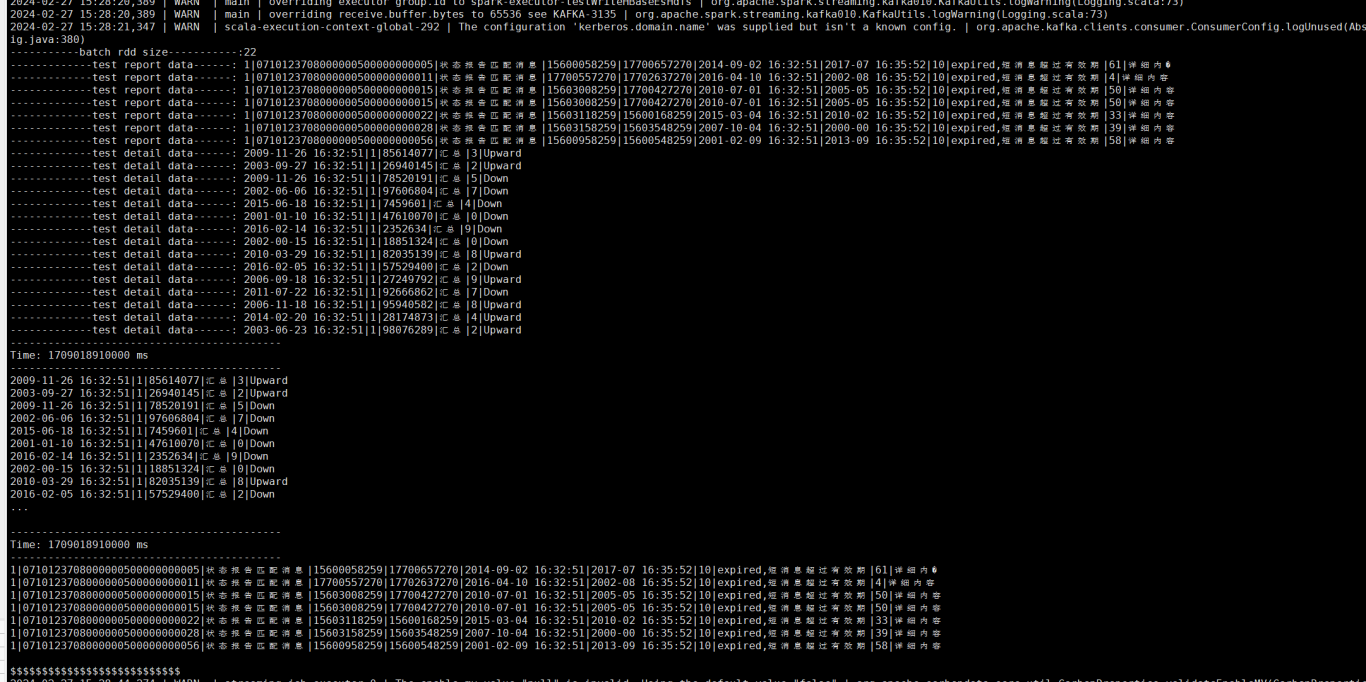 2024-02-27 15:28:20,389 | WARN  | main | overriding executor group.id to spark-executor-testWriteHbasetsHdfs | org.apache.spark.streaming.kafka010.KafkaUtils.logWarning(Logging.scala:73)
2024-02-27 15:28:20,389 | WARN  | main | overriding receive.buffer.bytes to 65536 see KAFKA-3135 | org.apache.spark.streaming.kafka010.KafkaUtils.logWarning(Logging.scala:73)
2024-02-27 15:28:21,347 | WARN  | scala-execution-context-global-292 | The configuration 'kerberos.domain.name' was supplied but isn't a known config. | org.apache.kafka.clients.consumer.ConsumerConfig.logUnused(Abs
ig.java:380)
-----------batch rdd size-----------:22
-------------test report data------: 1|0710123708000000500000000005|状态报告匹配消息|15600058259|17700657270|2014-09-02 16:32:51|2017-07 16:35:52|10|expired,短消息超过有效期|61|详细内�
-------------test report data------: 1|0710123708000000500000000011|状态报告匹配消息|17700557270|17702637270|2016-04-10 16:32:51|2002-08 16:35:52|10|expired,短消息超过有效期|4|详细内容
-------------test report data------: 1|0710123708000000500000000015|状态报告匹配消息|15603008259|17700427270|2010-07-01 16:32:51|2005-05 16:35:52|10|expired,短消息超过有效期|50|详细内容
-------------test report data------: 1|0710123708000000500000000015|状态报告匹配消息|15603008259|17700427270|2010-07-01 16:32:51|2005-05 16:35:52|10|expired,短消息超过有效期|50|详细内容
-------------test report data------: 1|0710123708000000500000000022|状态报告匹配消息|15603118259|15600168259|2015-03-04 16:32:51|2010-02 16:35:52|10|expired,短消息超过有效期|33|详细内容
-------------test report data------: 1|0710123708000000500000000028|状态报告匹配消息|15603158259|15603548259|2007-10-04 16:32:51|2000-00 16:35:52|10|expired,短消息超过有效期|39|详细内容
-------------test report data------: 1|0710123708000000500000000056|状态报告匹配消息|15600958259|15600548259|2001-02-09 16:32:51|2013-09 16:35:52|10|expired,短消息超过有效期|58|详细内容
-------------test detail data------: 2009-11-26 16:32:51|1|85614077|汇总|3|Upward
-------------test detail data------: 2003-09-27 16:32:51|1|26940145|汇总|2|Upward
-------------test detail data------: 2009-11-26 16:32:51|1|78520191|汇总|5|Down
-------------test detail data------: 2002-06-06 16:32:51|1|97606804|汇总|7|Down
-------------test detail data------: 2015-06-18 16:32:51|1|7459601|汇总|4|Down
-------------test detail data------: 2001-01-10 16:32:51|1|47610070|汇总|0|Down
-------------test detail data------: 2016-02-14 16:32:51|1|2352634|汇总|9|Down
-------------test detail data------: 2002-00-15 16:32:51|1|18851324|汇总|0|Down
-------------test detail data------: 2010-03-29 16:32:51|1|82035139|汇总|8|Upward
-------------test detail data------: 2016-02-05 16:32:51|1|57529400|汇总|2|Down
-------------test detail data------: 2006-09-18 16:32:51|1|27249792|汇总|9|Upward
-------------test detail data------: 2011-07-22 16:32:51|1|92666862|汇总|7|Down
-------------test detail data------: 2006-11-18 16:32:51|1|95940582|汇总|8|Upward
-------------test detail data------: 2014-02-20 16:32:51|1|28174873|汇总|4|Upward
-------------test detail data------: 2003-06-23 16:32:51|1|98076289|汇总|2|Upward
-------------------------------------------
Time: 1709018910000 ms
-------------------------------------------
2009-11-26 16:32:51|1|85614077|汇总|3|Upward
2003-09-27 16:32:51|1|26940145|汇总|2|Upward
2009-11-26 16:32:51|1|78520191|汇总|5|Down
2002-06-06 16:32:51|1|97606804|汇总|7|Down
2015-06-18 16:32:51|1|7459601|汇总|4|Down
2001-01-10 16:32:51|1|47610070|汇总|0|Down
2016-02-14 16:32:51|1|2352634|汇总|9|Down
2002-00-15 16:32:51|1|18851324|汇总|0|Down
2010-03-29 16:32:51|1|82035139|汇总|8|Upward
2016-02-05 16:32:51|1|57529400|汇总|2|Down
...
-------------------------------------------
Time: 1709018910000 ms
-------------------------------------------
1|0710123708000000500000000005|状态报告匹配消息|15600058259|17700657270|2014-09-02 16:32:51|2017-07 16:35:52|10|expired,短消息超过有效期|61|详细内�
1|0710123708000000500000000011|状态报告匹配消息|17700557270|17702637270|2016-04-10 16:32:51|2002-08 16:35:52|10|expired,短消息超过有效期|4|详细内容
1|0710123708000000500000000015|状态报告匹配消息|15603008259|17700427270|2010-07-01 16:32:51|2005-05 16:35:52|10|expired,短消息超过有效期|50|详细内容
1|0710123708000000500000000015|状态报告匹配消息|15603008259|17700427270|2010-07-01 16:32:51|2005-05 16:35:52|10|expired,短消息超过有效期|50|详细内容
1|0710123708000000500000000022|状态报告匹配消息|15603118259|15600168259|2015-03-04 16:32:51|2010-02 16:35:52|10|expired,短消息超过有效期|33|详细内容
1|0710123708000000500000000028|状态报告匹配消息|15603158259|15603548259|2007-10-04 16:32:51|2000-00 16:35:52|10|expired,短消息超过有效期|39|详细内容
1|0710123708000000500000000056|状态报告匹配消息|15600958259|15600548259|2001-02-09 16:32:51|2013-09 16:35:52|10|expired,短消息超过有效期|58|详细内容
$$$$$$$$$$$$$$$$$$$$$$$$$$$